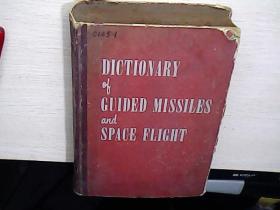 DICTIONARY
of
GUIDED MISSILES
and
SPACE FLIGHT